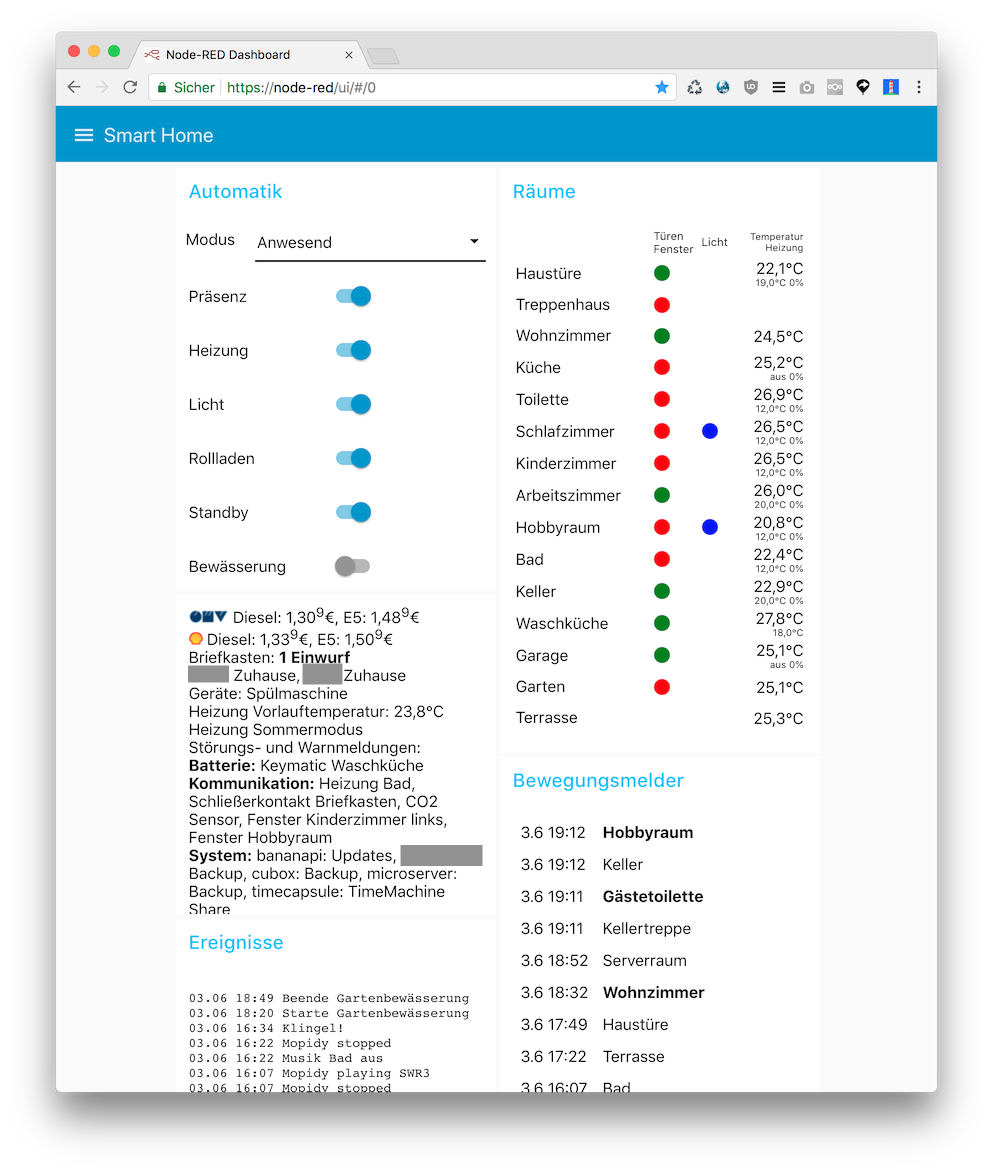 Node-RED Dashboard
Sicher https://node-red/ui/#/0
Smart Home
Automatik
Modus Anwesend
Präsenz
Heizung
Licht
Rollladen
Standby
Bewässerung
OMV Diesel: 1,30⁹€, E5: 1,48⁹€
Diesel: 1,33⁹€, E5: 1,50⁹€
Briefkasten: 1 Einwurf
Zuhause, Zuhause
Geräte: Spülmaschine
Heizung Vorlauftemperatur: 23,8°C
Heizung Sommermodus
Störungs- und Warnmeldungen:
Batterie: Keymatic Waschküche
Kommunikation: Heizung Bad,
Schließerkontakt Briefkasten, CO2
Sensor, Fenster Kinderzimmer links,
Fenster Hobbyraum
System: bananapi: Updates,
Backup, cubox: Backup, microserver:
Backup, timecapsule: TimeMachine
Share
Ereignisse
03.06 18:49 Beende Gartenbewässerung
03.06 18:20 Starte Gartenbewässerung
03.06 16:34 Klingel!
03.06 16:22 Mopidy stopped
03.06 16:22 Musik Bad aus
03.06 16:07 Mopidy playing SWR3
03.06 16:07 Mopidy stopped
Räume
Türen Fenster Licht Temperatur Heizung
Haustüre 22,1°C
19,0°C 0%
Treppenhaus
Wohnzimmer 24,5°C
Küche 25,2°C
aus 0%
Toilette 26,9°C
12,0°C 0%
Schlafzimmer 26,5°C
12,0°C 0%
Kinderzimmer 26,5°C
12,0°C 0%
Arbeitszimmer 26,0°C
20,0°C 0%
Hobbyraum 20,8°C
12,0°C 0%
Bad 22,4°C
12,0°C 0%
Keller 22,9°C
20,0°C 0%
Waschküche 27,8°C
18,0°C
Garage 25,1°C
aus 0%
Garten 25,1°C
Terrasse 25,3°C
Bewegungsmelder
3.6 19:12 Hobbyraum
3.6 19:12 Keller
3.6 19:11 Gästetoilette
3.6 19:11 Kellertreppe
3.6 18:52 Serverraum
3.6 18:32 Wohnzimmer
3.6 17:49 Haustüre
3.6 17:22 Terrasse
3.6 16:07 Bad